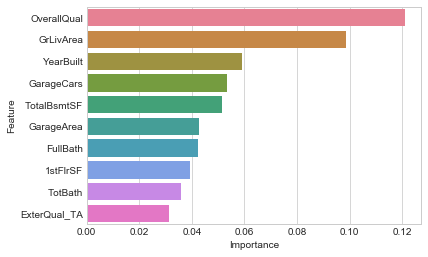 OverallQual
GrLivArea
YearBuilt
GarageCars
TotalBsmtSF
GarageArea
FullBath
1stFlrSF
TotBath
ExterQual_TA
Feature
0.00 0.02 0.04 0.06 0.08 0.10 0.12
Importance